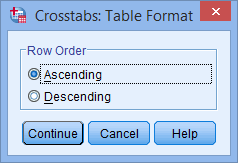 Crosstabs: Table Format
Row Order
Ascending
Descending
Continue Cancel Help